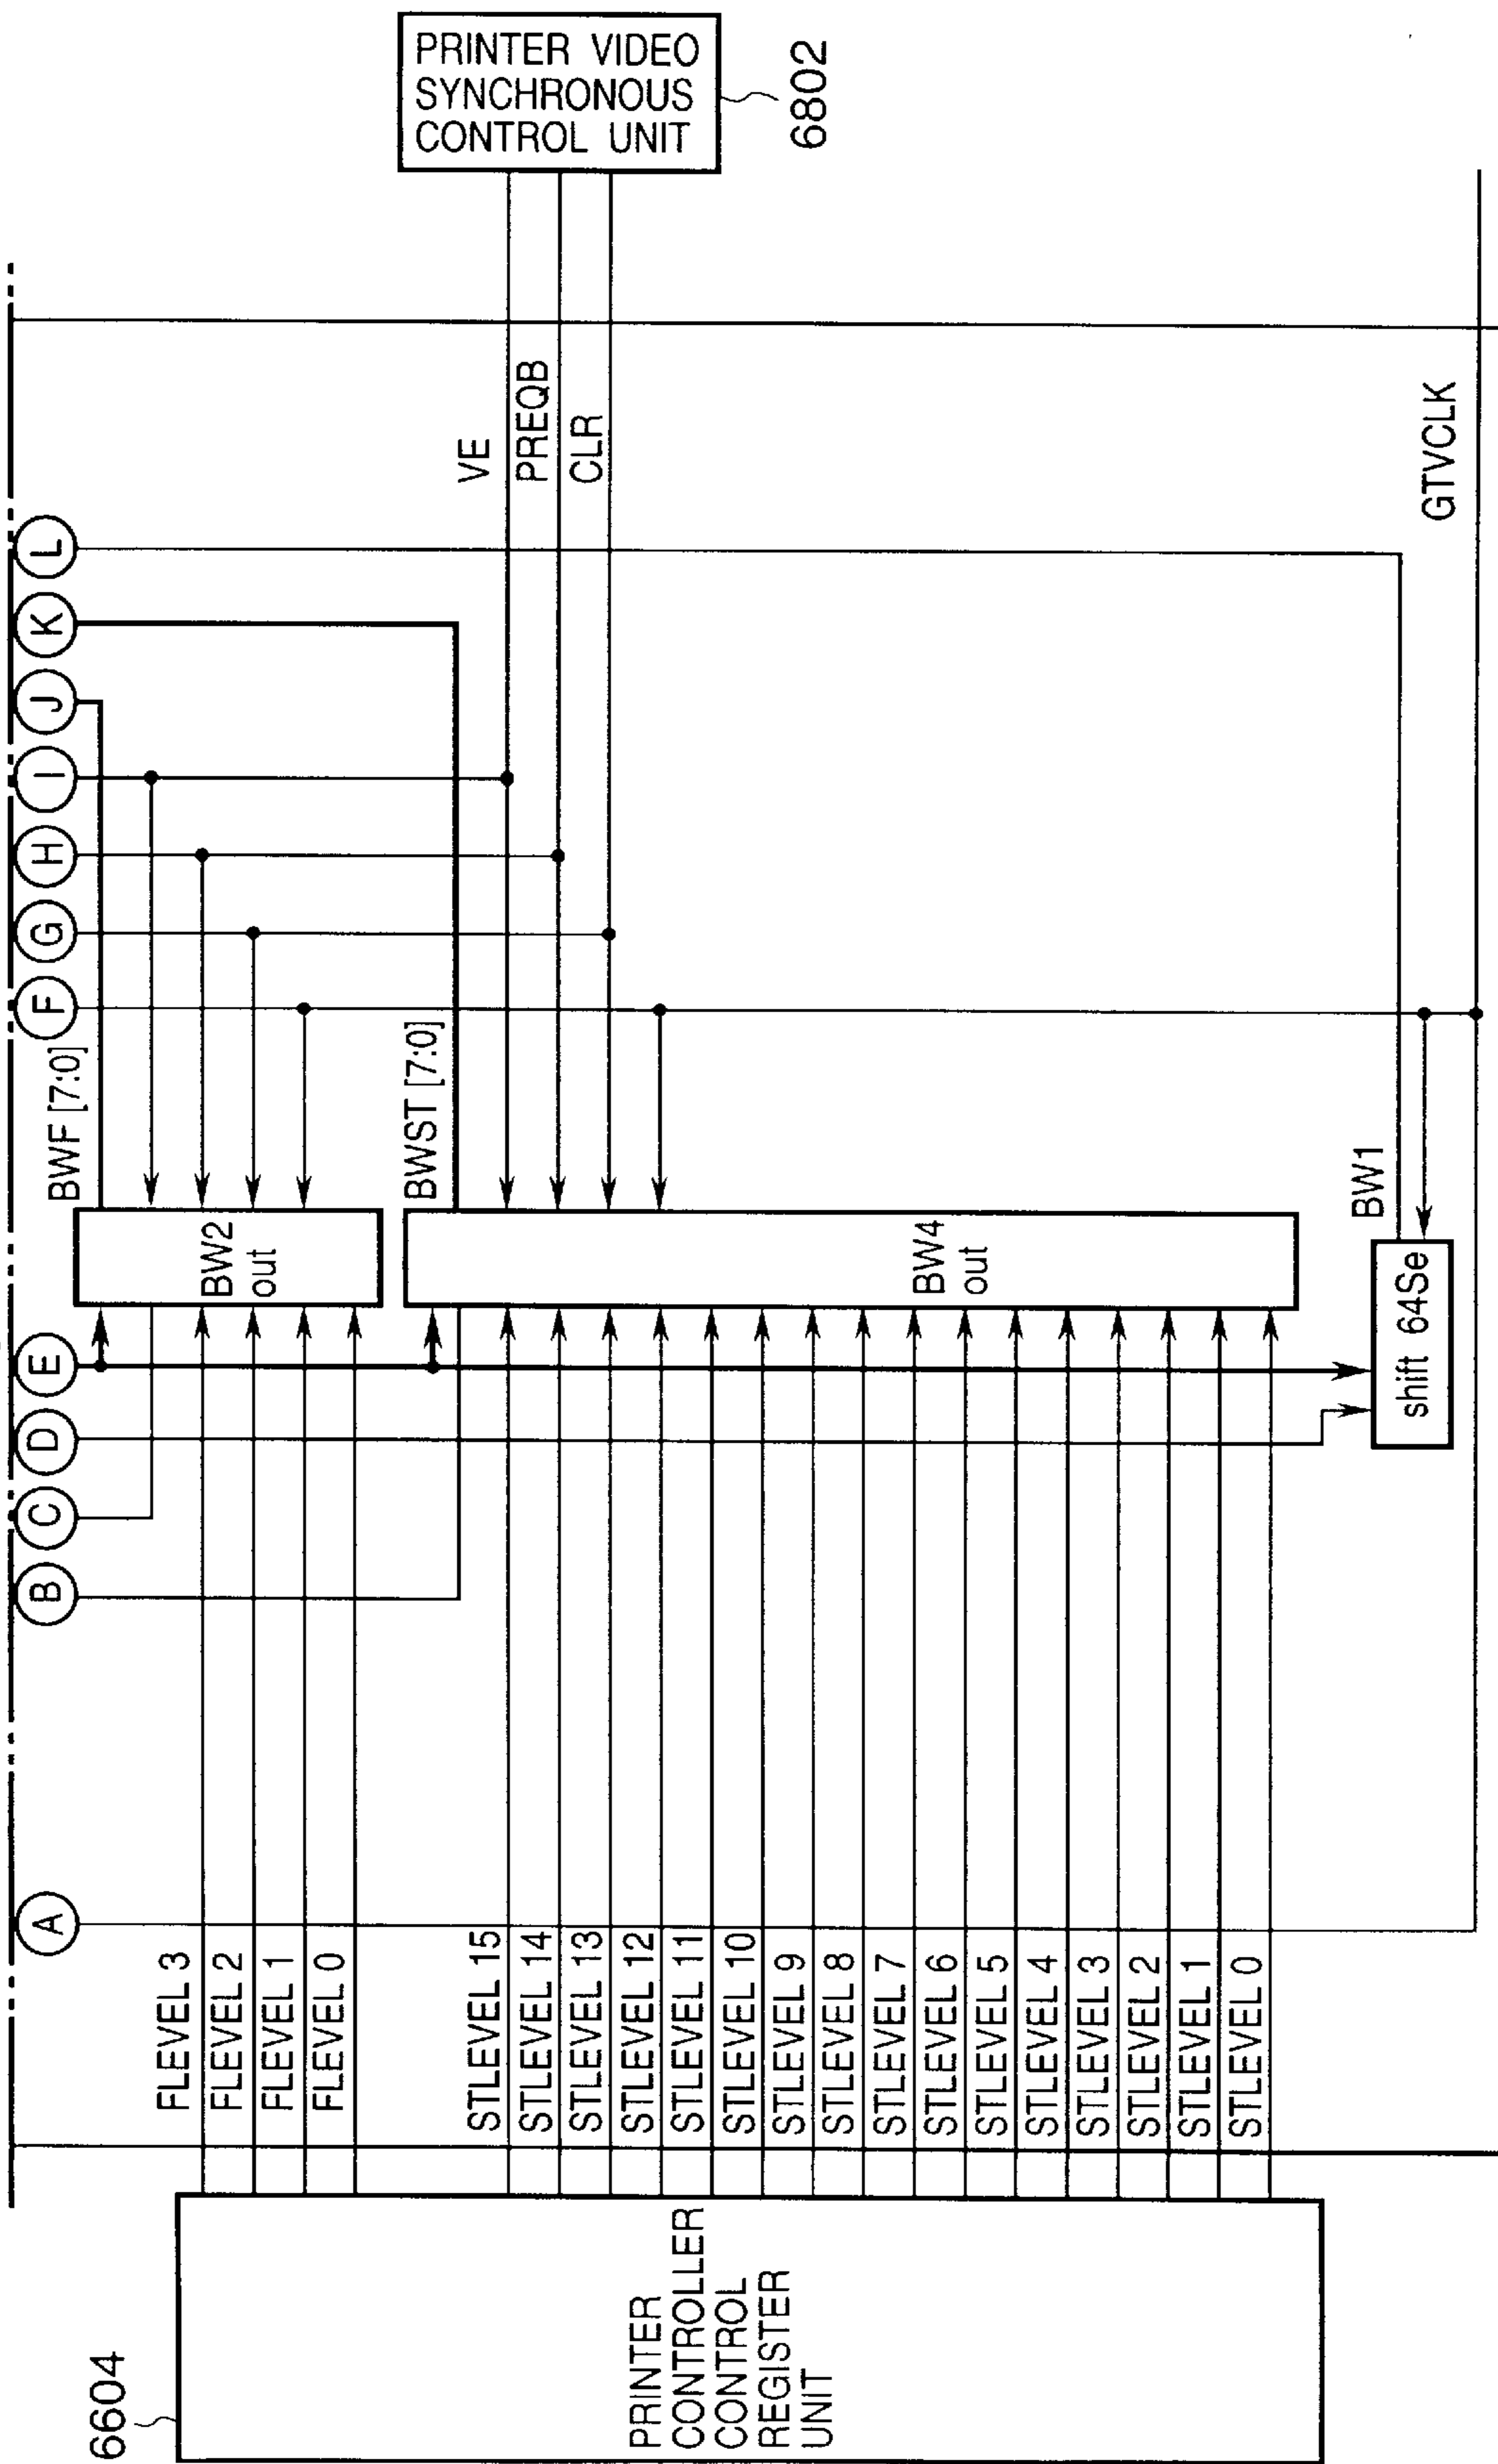 6604
PRINTER
CONTROLLER
CONTROL
REGISTER
UNIT
A
B
C
D
E
F
G
H
I
J
K
L
FLEVEL 3
FLEVEL 2
FLEVEL 1
FLEVEL 0
STLEVEL 15
STLEVEL 14
STLEVEL 13
STLEVEL 12
STLEVEL 11
STLEVEL 10
STLEVEL 9
STLEVEL 8
STLEVEL 7
STLEVEL 6
STLEVEL 5
STLEVEL 4
STLEVEL 3
STLEVEL 2
STLEVEL 1
STLEVEL 0
BW2
out
BWF [7:0]
BW4
out
BWST [7:0]
shift 64Se
BW1
VE
PREQB
CLR
GTVCLK
PRINTER VIDEO
SYNCHRONOUS
CONTROL UNIT
6802